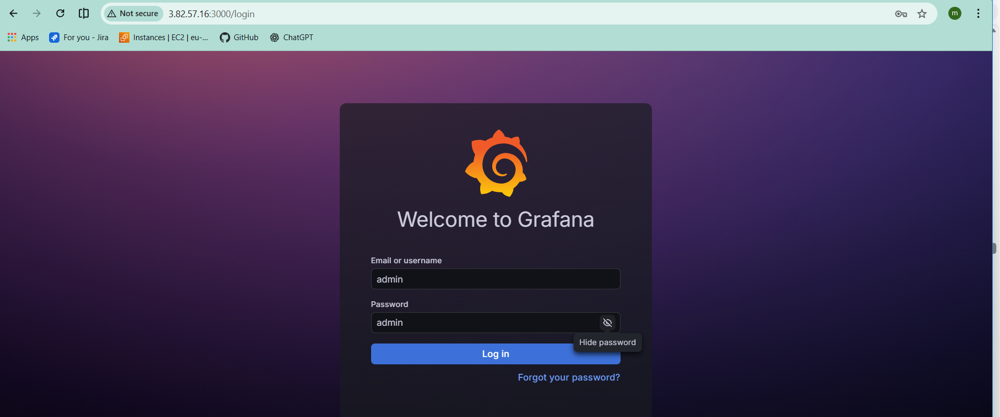 Not secure 3.82.57.16:3000/login m
Apps For you - Jira Instances | EC2 | eu-... GitHub ChatGPT
Welcome to Grafana
Email or username
admin
Password
admin
Hide password
Log in
Forgot your password?